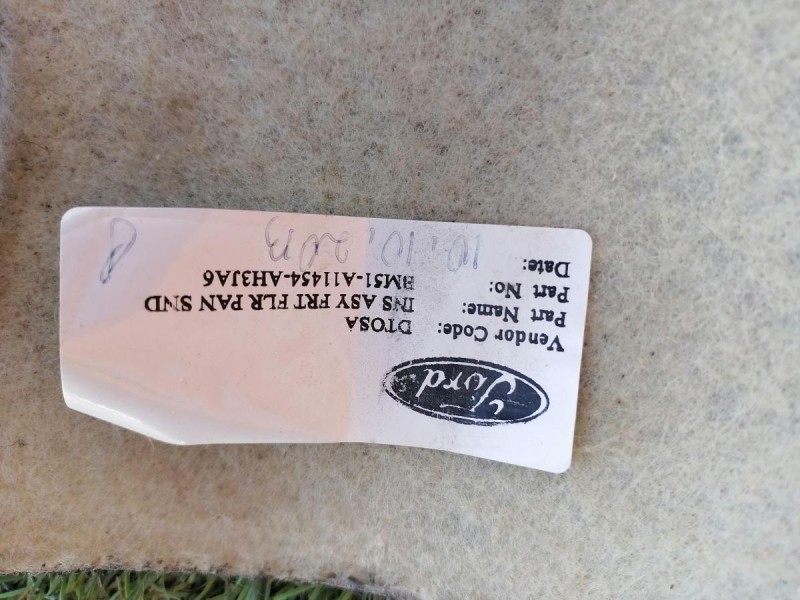 Ford
Vendor Code: DTOSA
Part Name: INS ASY FRT FLR PAN SND
Part No: BM51-A11454-AH3JA6
Date: 10.10.2013
8